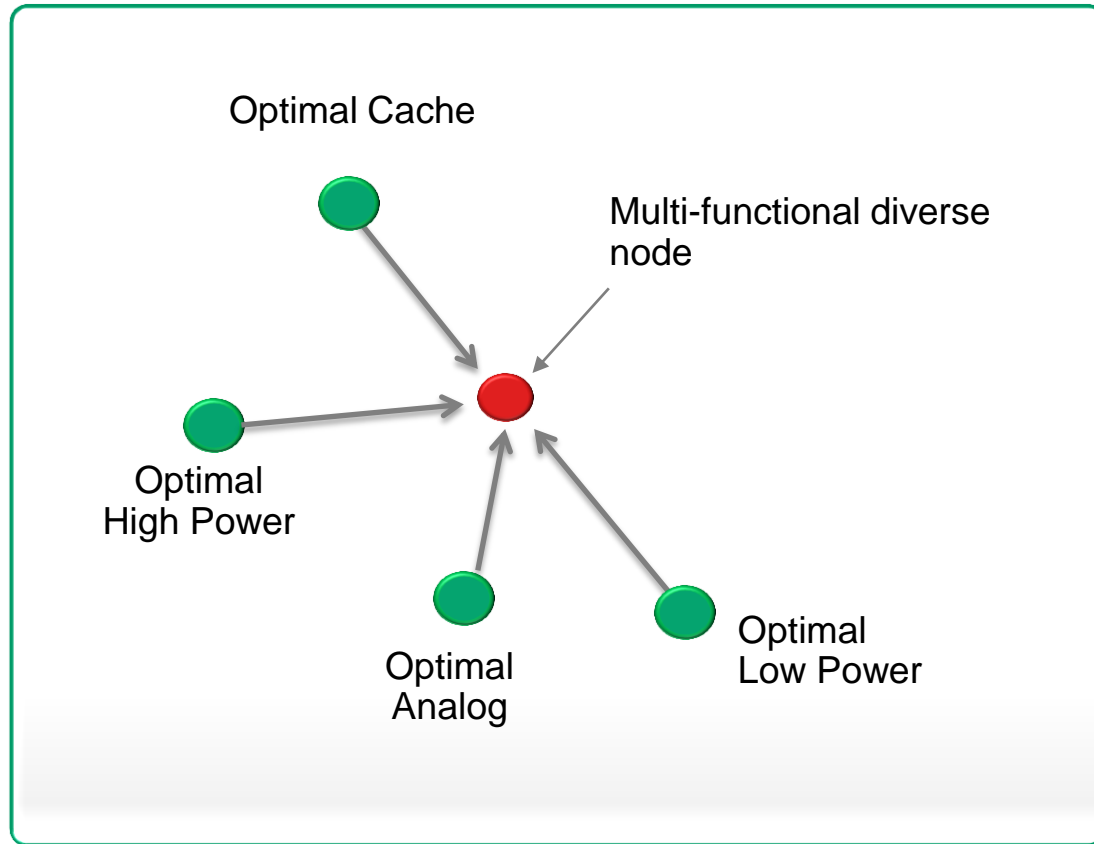 Optimal Cache
Multi-functional diverse
node
Optimal
High Power
Optimal
Analog
Optimal
Low Power